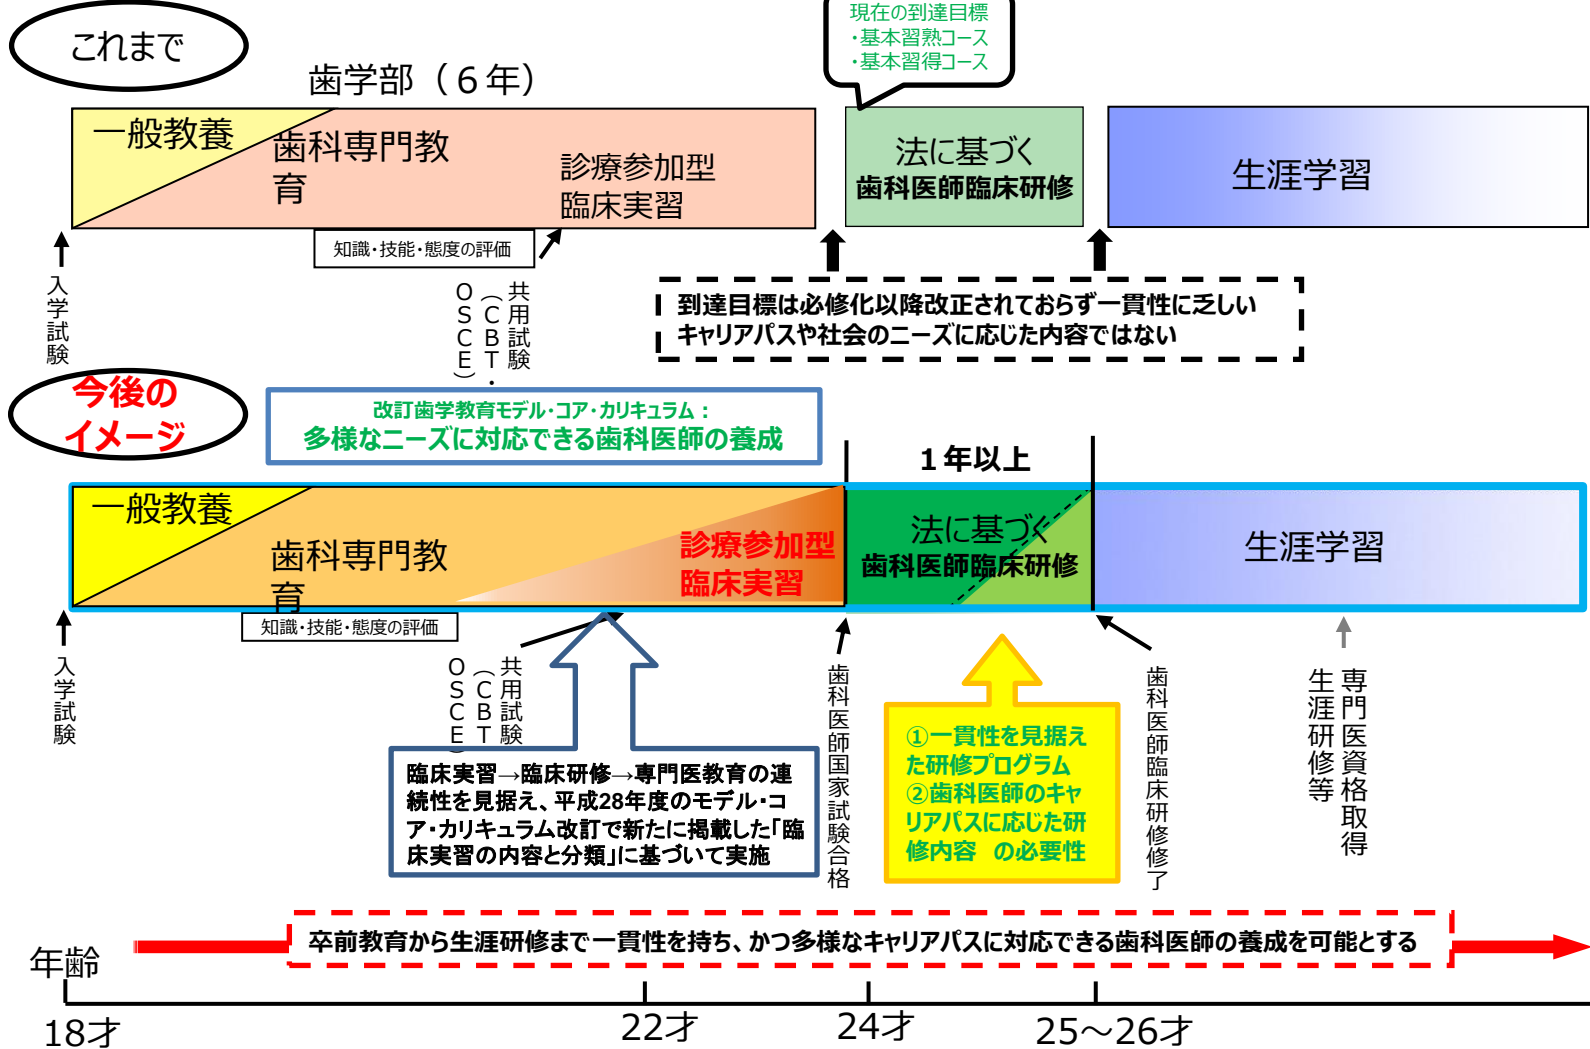 これまで
現在の到達目標
・基本習熟コース
・基本習得コース
歯学部（６年）
一般教養
歯科専門教
育
診療参加型
臨床実習
法に基づく
歯科医師臨床研修
生涯学習
知識・技能・態度の評価
入学試験
共用試験
（ＣＢＴ・
ＯＳＣＥ）
到達目標は必修化以降改正されておらず一貫性に乏しい
キャリアパスや社会のニーズに応じた内容ではない
今後の
イメージ
改訂歯学教育モデル・コア・カリキュラム：
多様なニーズに対応できる歯科医師の養成
１年以上
一般教養
歯科専門教
育
診療参加型
臨床実習
法に基づく
歯科医師臨床研修
生涯学習
知識・技能・態度の評価
入学試験
共用試験
（ＣＢＴ
ＯＳＣＥ）
臨床実習→臨床研修→専門医教育の連
続性を見据え、平成28年度のモデル・コ
ア・カリキュラム改訂で新たに掲載した「臨
床実習の内容と分類」に基づいて実施
歯科医師国家試験合格
①一貫性を見据え
た研修プログラム
②歯科医師のキャ
リアパスに応じた研
修内容　の必要性
歯科医師臨床研修修了
専門医資格取得
生涯研修等
卒前教育から生涯研修まで一貫性を持ち、かつ多様なキャリアパスに対応できる歯科医師の養成を可能とする
年齢
18才
22才
24才
25～26才